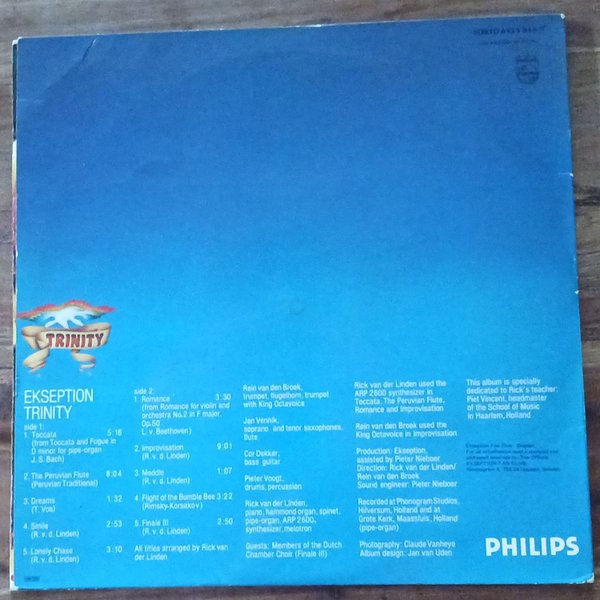 TRINITY
EKSEPTION
TRINITY
side 1:
1. Toccata 5:18
(from Toccata and Fogue in
D minor for pipe-organ
J. S. Bach)
2. The Peruvian Flute 8:04
(Peruvian Traditional)
3. Dreams 1:32
(T. Vos)
4. Smile 2:53
(R. v. d. Linden)
5. Lonely Chase 3:10
(R. v. d. Linden)
side 2:
1. Romance 3:30
(from Romance for violin and
orchestra No.2 in F major.
Op.50
L. v. Beethoven)
2. Improvisation 9:01
(R. v. d. Linden)
3. Meddle 1:07
(R. v. d. Linden)
4. Flight of the Bumble Bee 3:22
(Rimsky-Korsakov)
5. Finale III 2:50
(R. v. d. Linden)
All titles arranged by Rick van
der Linden
Rein van den Broek,
trumpet, flugelhorn, trumpet
with King Octavoice
Jan Vennik,
soprano- and tenor saxophones,
flute
Cor Dekker,
bass guitar
Pieter Voogt,
drums, percussion
Rick van der Linden,
piano, hammond organ, spinet,
pipe-organ, ARP 2600,
synthesizer, mellotron
Guests: Members of the Dutch
Chamber Choir (Finale III)
Rick van der Linden used the
ARP 2600 synthesizer in
Toccata, The Peruvian Flute,
Romance and Improvisation
Rein van den Broek used the
King Octavoice in Improvisation
Production: Ekseption,
assisted by Pieter Nieboer
Direction: Rick van der Linden/
Rein van den Broek
Sound engineer: Pieter Nieboer
Recorded at Phonogram Studios,
Hilversum, Holland and at
Grote Kerk, Maassluis, Holland
(pipe-organ)
Photography: Claude Vanheye
Album design: Jan van Uden
This album is specially
dedicated to Rick's teacher:
Piet Vincent, headmaster
of the School of Music
in Haarlem, Holland
PHILIPS